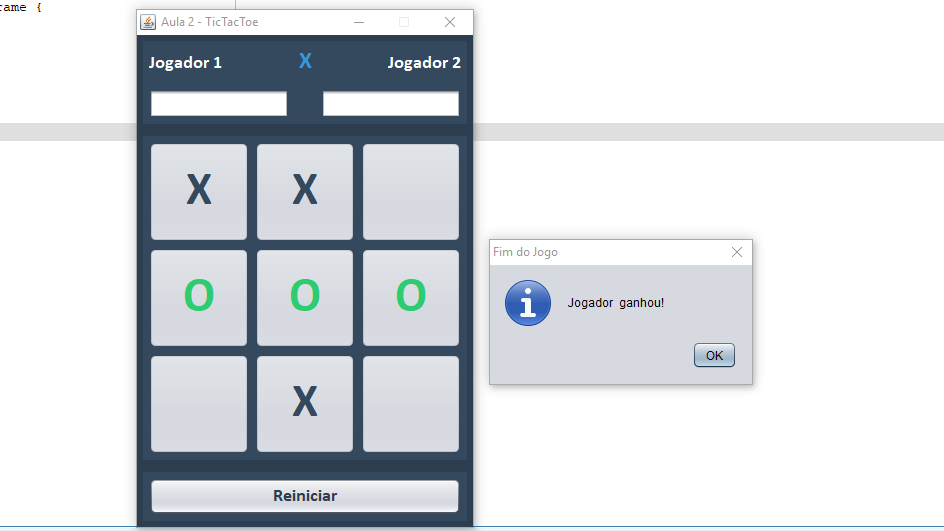 rame {
Aula 2 - TicTacToe
Jogador 1 X Jogador 2
X X
O O O
X
Reiniciar
Fim do Jogo
Jogador ganhou!
OK